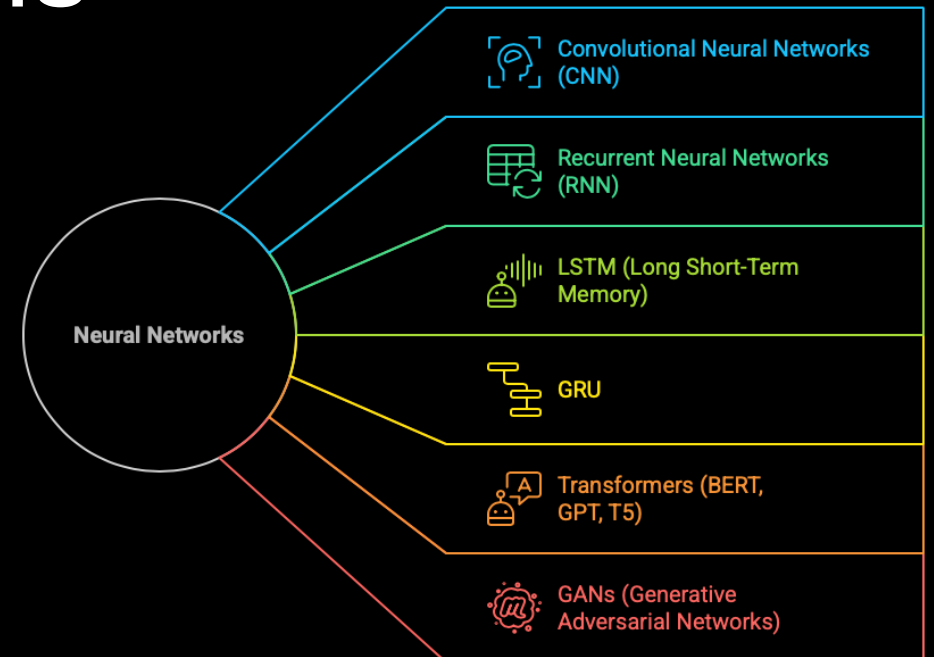 Convolutional Neural Networks
(CNN)
Recurrent Neural Networks
(RNN)
LSTM (Long Short-Term
Memory)
Neural Networks
GRU
Transformers (BERT,
GPT, T5)
GANs (Generative
Adversarial Networks)